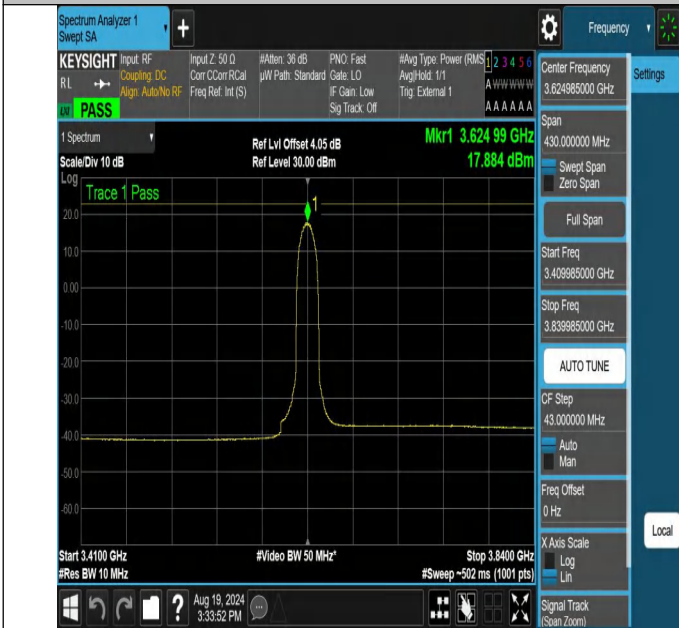 Spectrum Analyzer 1
Swept SA
Frequency
KEYSIGHT
Input: RF
Coupling: DC
Align: Auto/No RF
Input Z: 50 Ω
Corr CCorr RCal
Freq Ref: Int (S)
#Atten: 36 dB
µW Path: Standard
PNO: Fast
Gate: LO
IF Gain: Low
Sig Track: Off
#Avg Type: Power (RMS
Avg|Hold: 1/1
Trig: External 1
1 2 3 4 5 6
A W W W W W
A A A A A A
RL
PASS
1 Spectrum
Scale/Div 10 dB
Ref Lvl Offset 4.05 dB
Ref Level 30.00 dBm
Mkr1 3.624 99 GHz
17.884 dBm
Log
Trace 1 Pass
1
20.0
10.0
0.00
-10.0
-20.0
-30.0
-40.0
-50.0
-60.0
Start 3.4100 GHz
#Res BW 10 MHz
#Video BW 50 MHz*
Stop 3.8400 GHz
#Sweep ~502 ms (1001 pts)
Aug 19, 2024
3:33:52 PM
Center Frequency
3.624985000 GHz
Settings
Span
430.000000 MHz
Swept Span
Zero Span
Full Span
Start Freq
3.409985000 GHz
Stop Freq
3.839985000 GHz
AUTO TUNE
CF Step
43.000000 MHz
Auto
Man
Freq Offset
0 Hz
Local
X Axis Scale
Log
Lin
Signal Track
(Span Zoom)